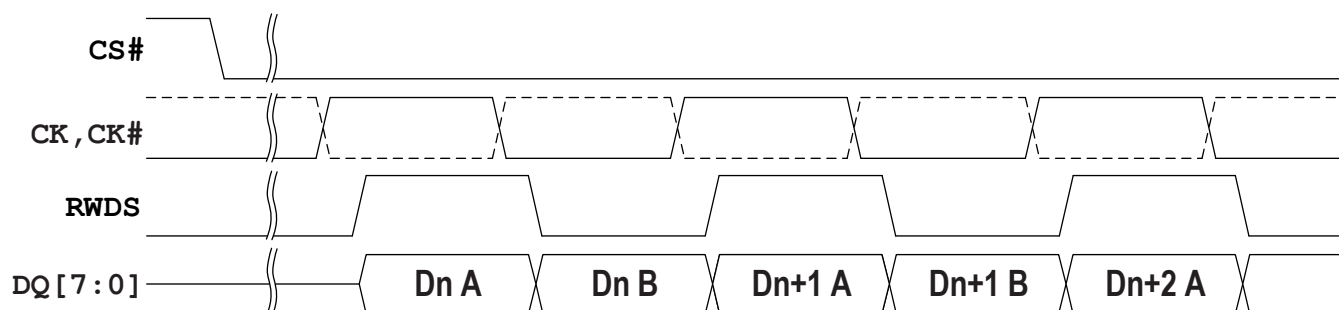 CS#
CK,CK#
RWDS
DQ[7:0] Dn A Dn B Dn+1 A Dn+1 B Dn+2 A